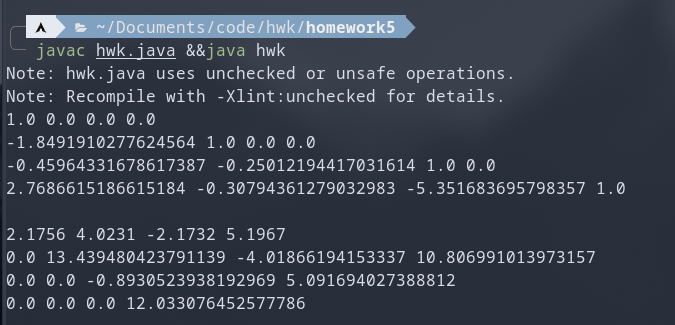 ~/Documents/code/hwk/homework5
javac hwk.java &&java hwk
Note: hwk.java uses unchecked or unsafe operations.
Note: Recompile with -Xlint:unchecked for details.
1.0 0.0 0.0 0.0
-1.8491910277624564 1.0 0.0 0.0
-0.45964331678617387 -0.25012194417031614 1.0 0.0
2.7686615186615184 -0.30794361279032983 -5.351683695798357 1.0
2.1756 4.0231 -2.1732 5.1967
0.0 13.439480423791139 -4.01866194153337 10.806991013973157
0.0 0.0 -0.8930523938192969 5.091694027388812
0.0 0.0 0.0 12.033076452577786